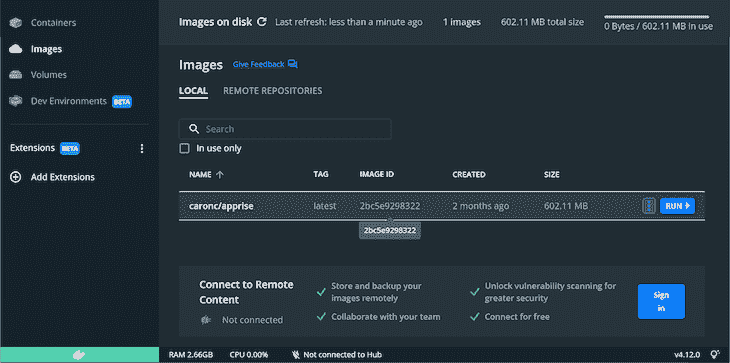 Containers
Images
Volumes
Dev Environments BETA
Extensions BETA
Add Extensions
Images on disk Last refresh: less than a minute ago 1 images 602.11 MB total size 0 Bytes / 602.11 MB in use
Images Give Feedback
LOCAL REMOTE REPOSITORIES
Search
In use only
NAME TAG IMAGE ID CREATED SIZE
caronc/apprise latest 2bc5e9298322 2 months ago 602.11 MB RUN
2bc5e9298322
Connect to Remote
Content
Not connected
Store and backup your
images remotely
Collaborate with your team
Unlock vulnerability scanning for
greater security
Connect for free
Sign
in
RAM 2.66GB CPU 0.00% Not connected to Hub v4.12.0